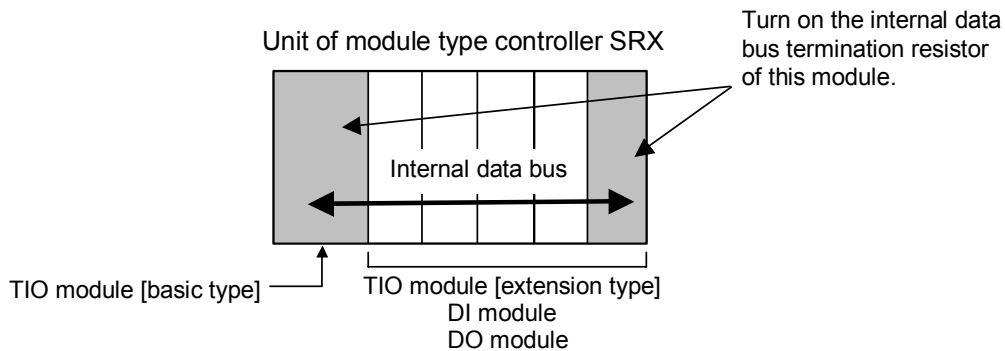 Unit of module type controller SRX
Turn on the internal data
bus termination resistor
of this module.
Internal data bus
TIO module [basic type]
TIO module [extension type]
DI module
DO module